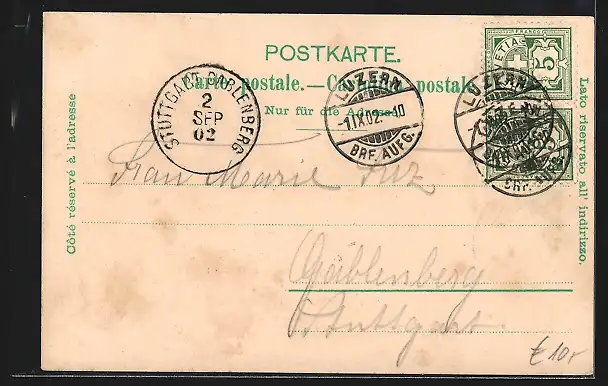 POSTKARTE.
Carte postale. — Cartolina postale.
Nur für die Adresse.
Côté réservé à l'adresse
Lato riservato all' indirizzo.
STUTTGART-GABLENBERG
2
SEP
02
LUZERN
-1.IX.02.-10
BRF. AUFG.
HELVETIA
5
LUZERN
BRF. AUFG.
Frau Marie
Gablenberg
Stuttgart.
€ 10,-